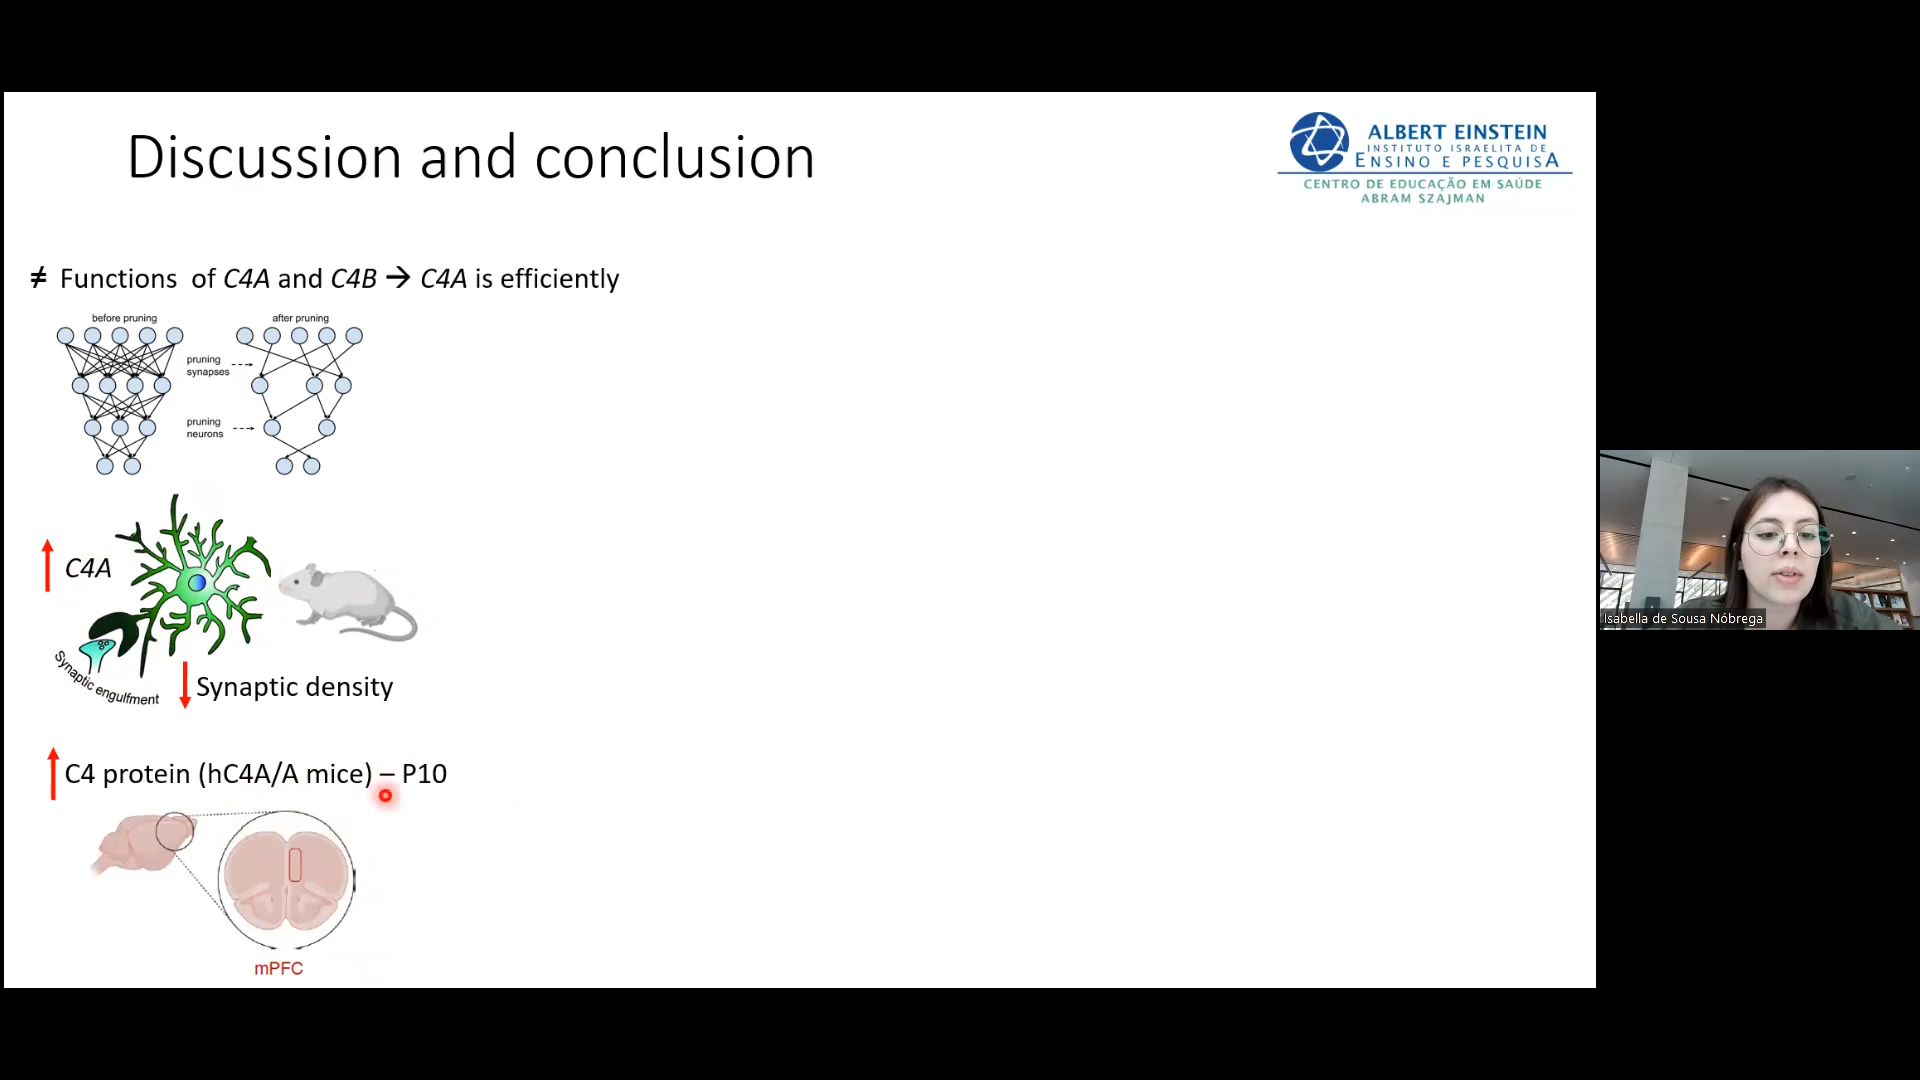 Discussion and conclusion
ALBERT EINSTEIN
INSTITUTO ISRAELITA DE
ENSINO E PESQUISA
CENTRO DE EDUCAÇÃO EM SAÚDE
ABRAM SZAJMAN
≠ Functions of C4A and C4B → C4A is efficiently
before pruning
after pruning
pruning
synapses
pruning
neurons
C4A
Synaptic engulfment
Synaptic density
C4 protein (hC4A/A mice) – P10
mPFC
Isabella de Sousa Nóbrega